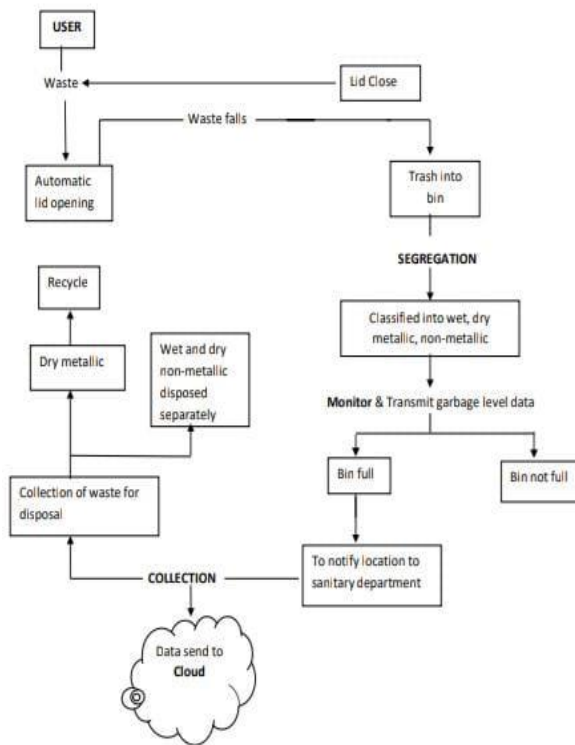 USER
Waste
Lid Close
Waste falls
Automatic
lid opening
Trash into
bin
SEGREGATION
Classified into wet, dry
metallic, non-metallic
Monitor & Transmit garbage level data
Bin full
Bin not full
To notify location to
sanitary department
COLLECTION
Data send to
Cloud
Collection of waste for
disposal
Dry metallic
Recycle
Wet and dry
non-metallic
disposed
separately